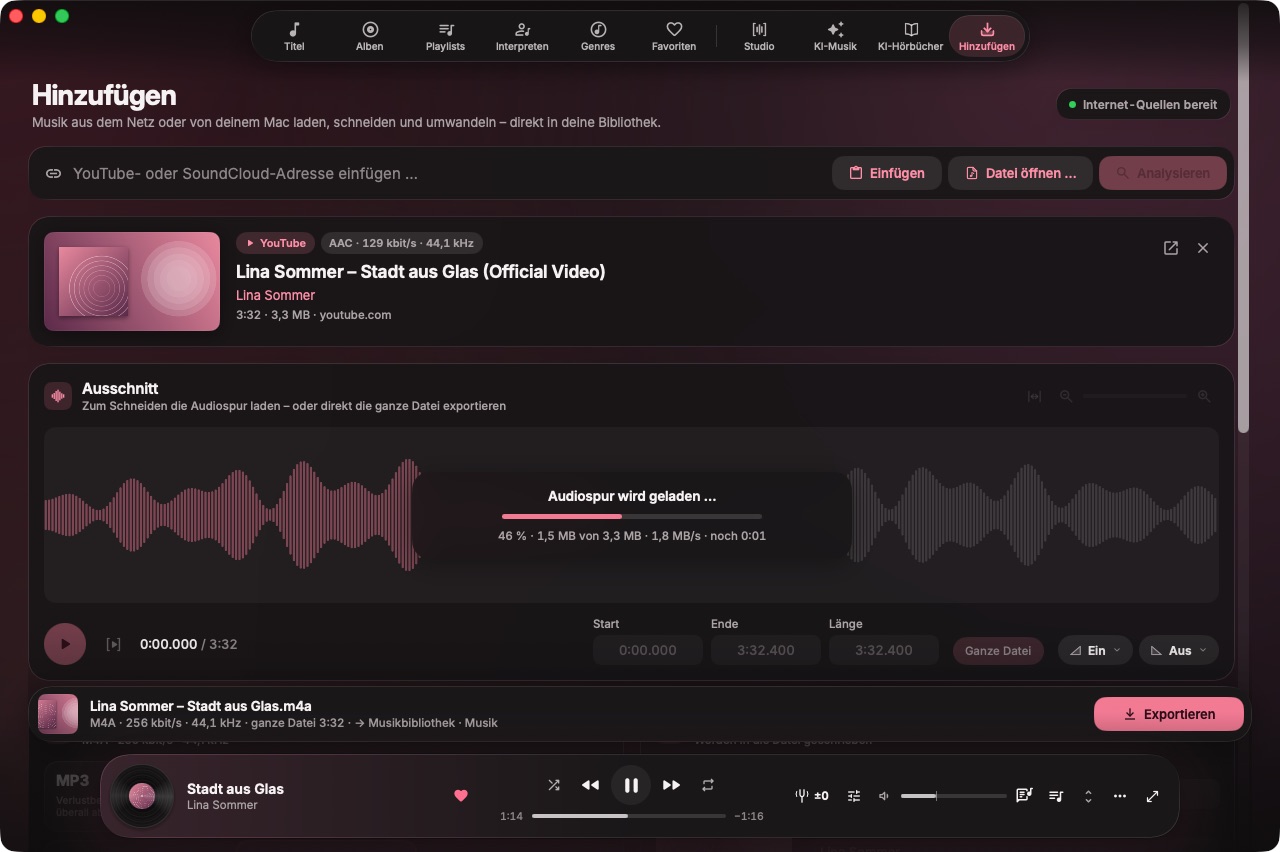 Titel
Alben
Playlists
Interpreten
Genres
Favoriten
Studio
KI-Musik
KI-Hörbücher
Hinzufügen
Hinzufügen
Musik aus dem Netz oder von deinem Mac laden, schneiden und umwandeln – direkt in deine Bibliothek.
Internet-Quellen bereit
YouTube- oder SoundCloud-Adresse einfügen ...
Einfügen
Datei öffnen ...
Analysieren
YouTube
AAC · 129 kbit/s · 44,1 kHz
Lina Sommer – Stadt aus Glas (Official Video)
Lina Sommer
3:32 · 3,3 MB · youtube.com
Ausschnitt
Zum Schneiden die Audiospur laden – oder direkt die ganze Datei exportieren
Audiospur wird geladen ...
46 % · 1,5 MB von 3,3 MB · 1,8 MB/s · noch 0:01
Start
Ende
Länge
0:00.000 / 3:32
0:00.000
3:32.400
3:32.400
Ganze Datei
Ein
Aus
Lina Sommer – Stadt aus Glas.m4a
M4A · 256 kbit/s · 44,1 kHz · ganze Datei 3:32 · → Musikbibliothek · Musik
Exportieren
MP3
Stadt aus Glas
Lina Sommer
1:14
−1:16
±0